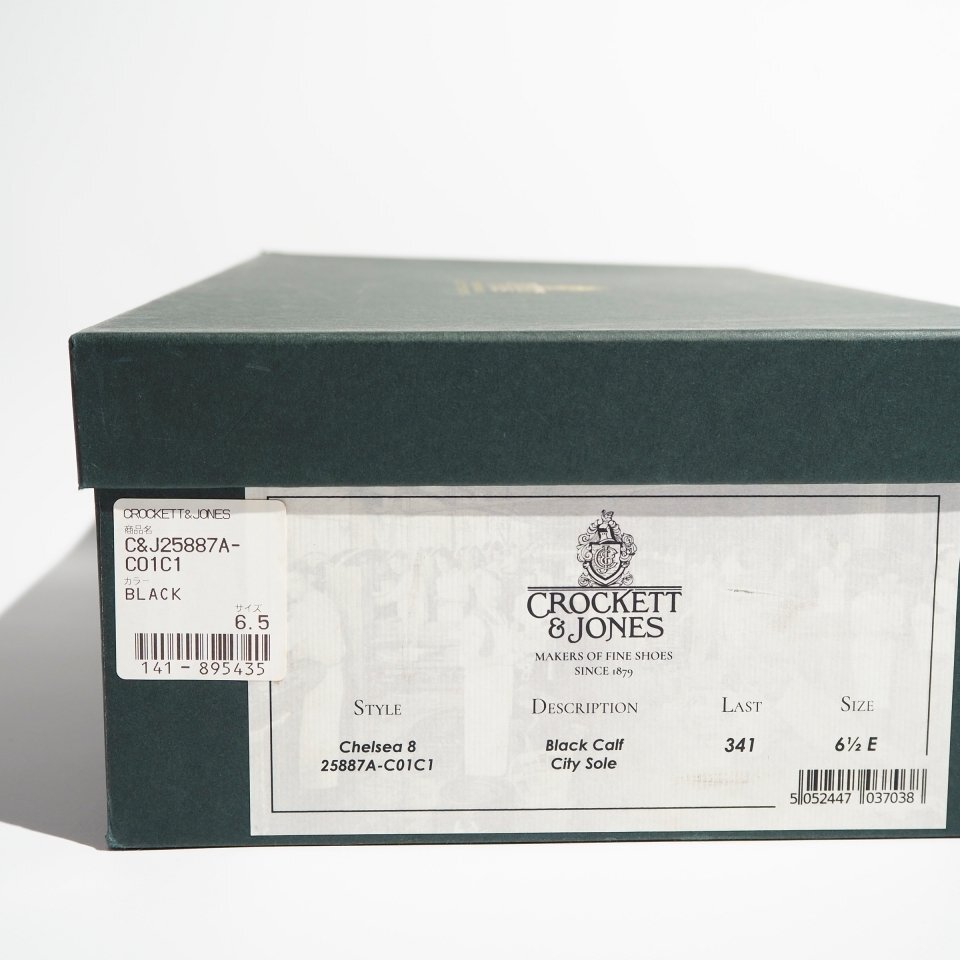 CROCKETT&JONES
商品名
C&J25887A-
C01C1
カラー
BLACK
サイズ
6.5
141-895435
CROCKETT
& JONES
MAKERS OF FINE SHOES
SINCE 1879
STYLE DESCRIPTION LAST SIZE
Chelsea 8 Black Calf 341 6½ E
25887A-C01C1 City Sole
5 052447 037038